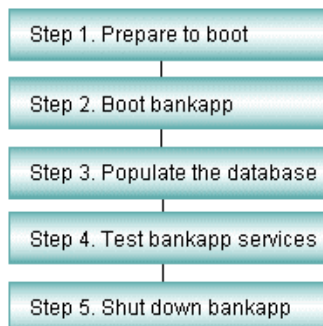 Step 1. Prepare to boot
Step 2. Boot bankapp
Step 3. Populate the database
Step 4. Test bankapp services
Step 5. Shut down bankapp